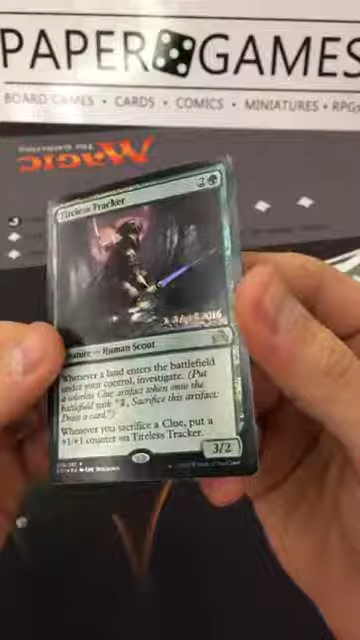 PAPER GAMES
BOARD GAMES • CARDS • COMICS • MINIATURES • RPGs
MAGIC
Tireless Tracker 2
2016
Creature — Human Scout
Whenever a land enters the battlefield
under your control, investigate. (Put
a colorless Clue artifact token onto the
battlefield with "2, Sacrifice this artifact:
Draw a card.")
Whenever you sacrifice a Clue, put a
+1/+1 counter on Tireless Tracker.
3/2